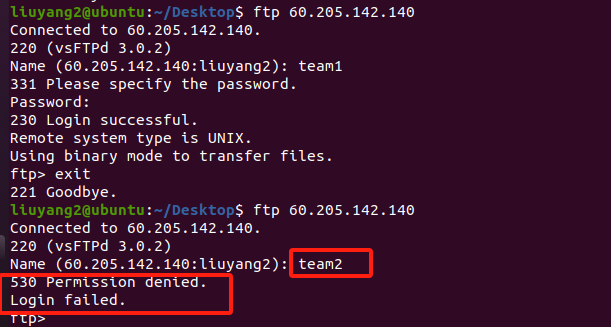 liuyang2@ubuntu:~/Desktop$ ftp 60.205.142.140
Connected to 60.205.142.140.
220 (vsFTPd 3.0.2)
Name (60.205.142.140:liuyang2): team1
331 Please specify the password.
Password:
230 Login successful.
Remote system type is UNIX.
Using binary mode to transfer files.
ftp> exit
221 Goodbye.
liuyang2@ubuntu:~/Desktop$ ftp 60.205.142.140
Connected to 60.205.142.140.
220 (vsFTPd 3.0.2)
Name (60.205.142.140:liuyang2): team2
530 Permission denied.
Login failed.
ftp>